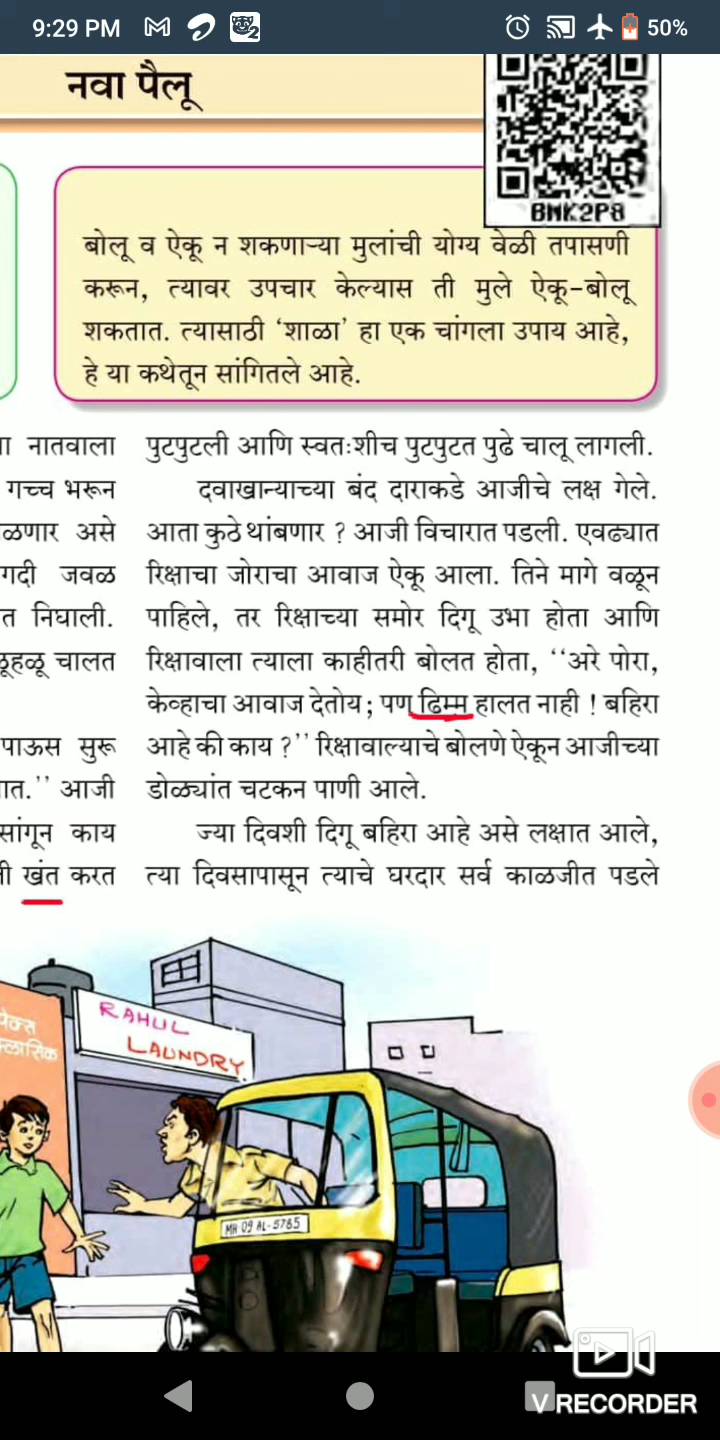 9:29 PM
50%
नवा पैलू
BNK2P8
बोलू व ऐकू न शकणाऱ्या मुलांची योग्य वेळी तपासणी
करून, त्यावर उपचार केल्यास ती मुले ऐकू-बोलू
शकतात. त्यासाठी ‘शाळा’ हा एक चांगला उपाय आहे,
हे या कथेतून सांगितले आहे.
नातवाला
गच्च भरून
असे
जवळ
निघाली.
चालत
पाऊस सुरू
आजी
सांगून काय
खंत करत
पुटपुटली आणि स्वतःशीच पुटपुटत पुढे चालू लागली.
दवाखान्याच्या बंद दाराकडे आजीचे लक्ष गेले.
आता कुठे थांबणार ? आजी विचारात पडली. एवढ्यात
रिक्षाचा जोराचा आवाज ऐकू आला. तिने मागे वळून
पाहिले, तर रिक्षाच्या समोर दिगू उभा होता आणि
रिक्षावाला त्याला काहीतरी बोलत होता, ‘‘अरे पोरा,
केव्हाचा आवाज देतोय; पण ढिम्म हालत नाही ! बहिरा
आहे की काय ?’’ रिक्षावाल्याचे बोलणे ऐकून आजीच्या
डोळ्यांत चटकन पाणी आले.
ज्या दिवशी दिगू बहिरा आहे असे लक्षात आले,
त्या दिवसापासून त्याचे घरदार सर्व काळजीत पडले
RAHUL
LAUNDRY
MH 09 AL-5765
V RECORDER